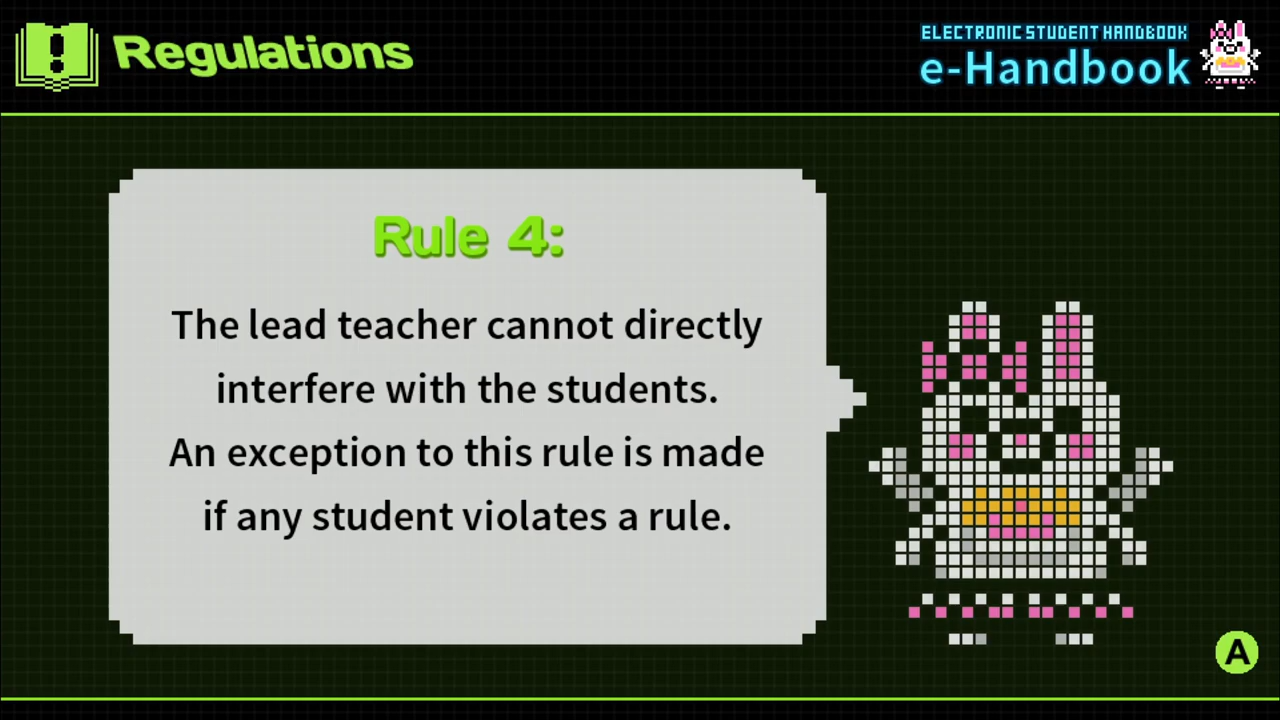 Regulations
ELECTRONIC STUDENT HANDBOOK
e-Handbook
Rule 4:
The lead teacher cannot directly
interfere with the students.
An exception to this rule is made
if any student violates a rule.
A